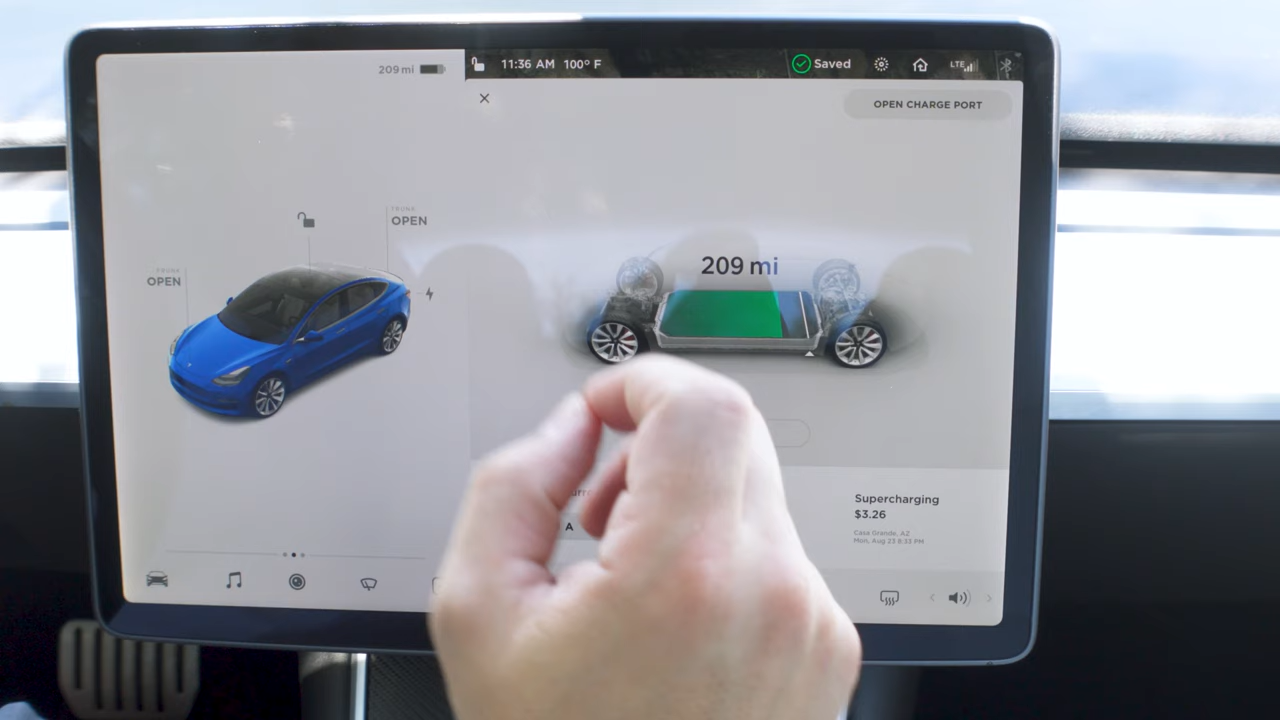 209 mi
11:36 AM 100° F
Saved
LTE
OPEN CHARGE PORT
TRUNK
OPEN
OPEN
209 mi
A
Supercharging
$3.26
Casa Grande, AZ
Mon, Aug 23 8:33 PM